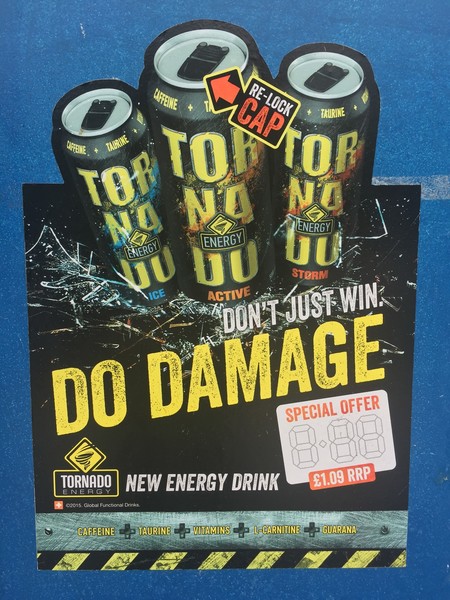 CAFFEINE + TAURINE +
TOR
NA
ENERGY
DO
ICE
CAFFEINE + T
TOR
NA
ENERGY
DO
ACTIVE
RE-LOCK
CAP
TAURINE +
TOR
NA
ENERGY
DO
STORM
DON'T JUST WIN.
DO DAMAGE
SPECIAL OFFER
8.88
£1.09 RRP
TORNADO
ENERGY
NEW ENERGY DRINK
©2015, Global Functional Drinks.
CAFFEINE + TAURINE + VITAMINS + L-CARNITINE + GUARANA